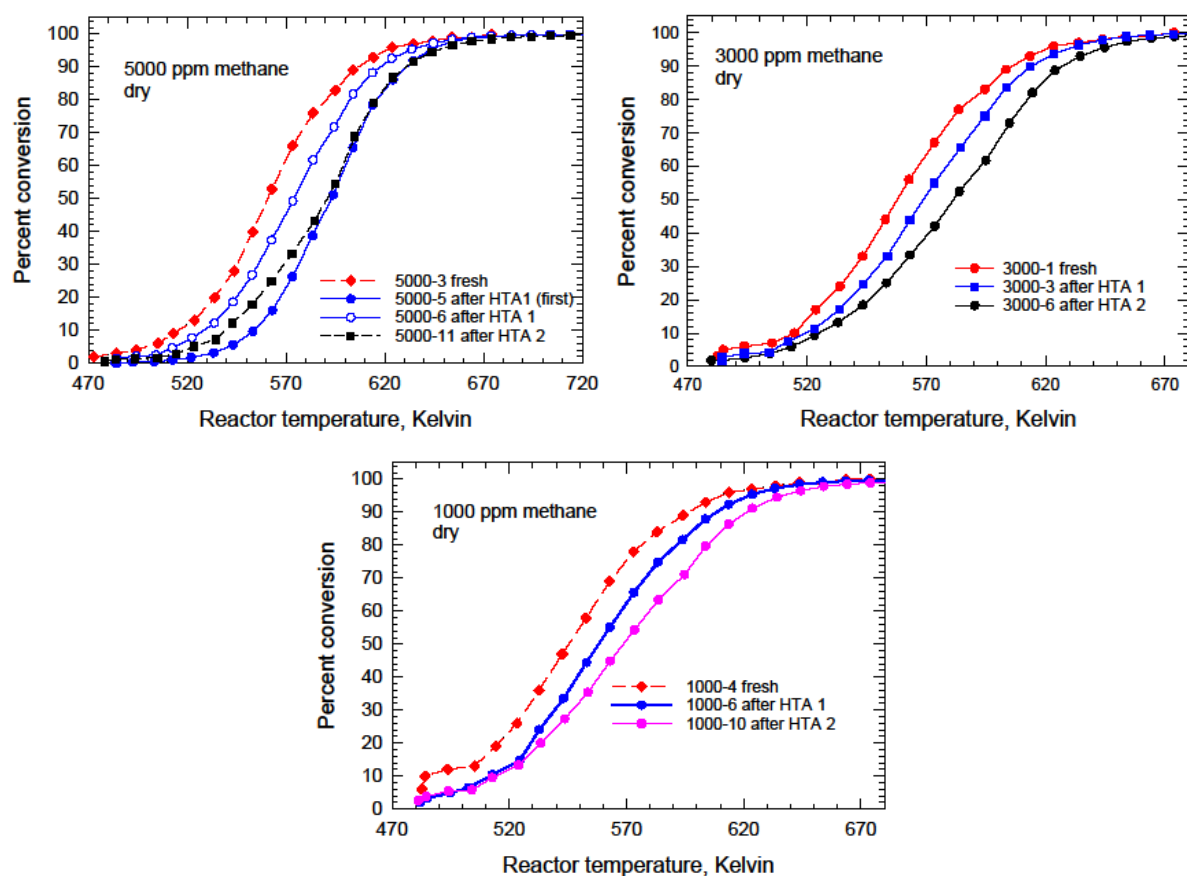 100
90
80
70
60
50
40
30
20
10
0
Percent conversion
5000 ppm methane
dry
5000-3 fresh
5000-5 after HTA1 (first)
5000-6 after HTA 1
5000-11 after HTA 2
470 520 570 620 670 720
Reactor temperature, Kelvin
100
90
80
70
60
50
40
30
20
10
0
Percent conversion
3000 ppm methane
dry
3000-1 fresh
3000-3 after HTA 1
3000-6 after HTA 2
470 520 570 620 670
Reactor temperature, Kelvin
100
90
80
70
60
50
40
30
20
10
0
Percent conversion
1000 ppm methane
dry
1000-4 fresh
1000-6 after HTA 1
1000-10 after HTA 2
470 520 570 620 670
Reactor temperature, Kelvin